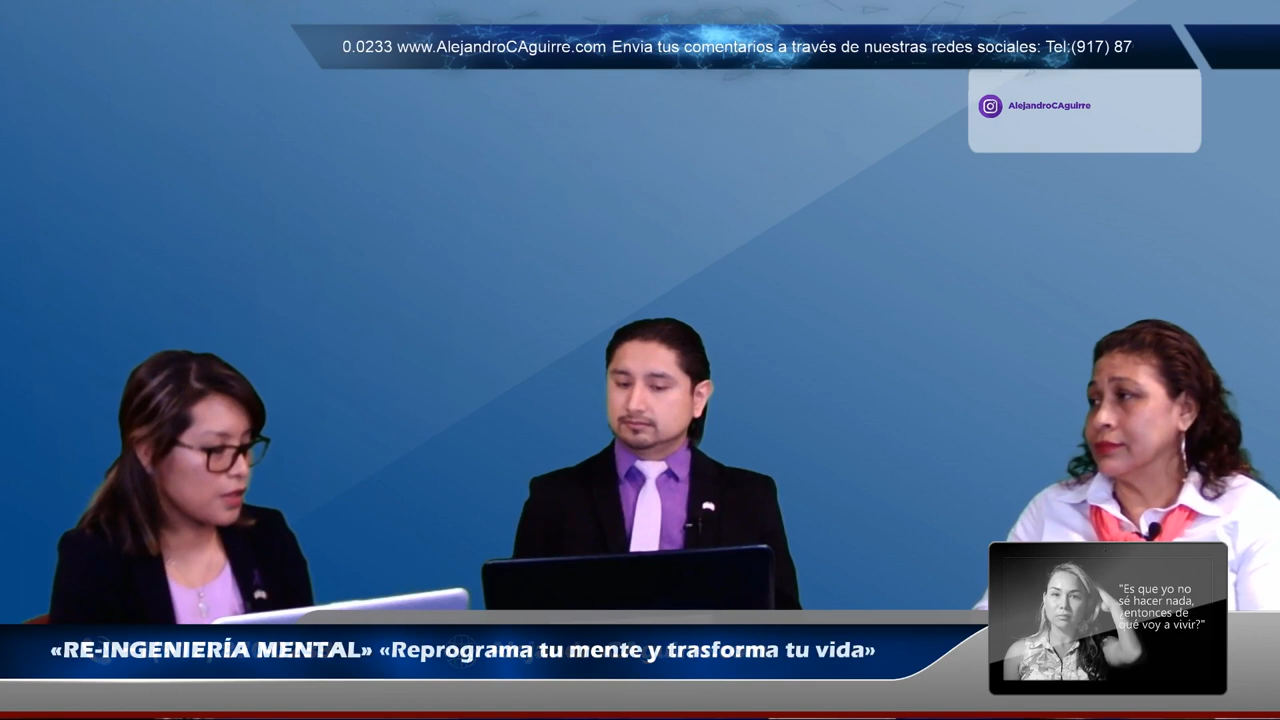 0.0233 www.AlejandroCAguirre.com Envia tus comentarios a través de nuestras redes sociales: Tel:(917) 87
AlejandroCAguirre
"Es que yo no
sé hacer nada,
¿entonces de
qué voy a vivir?"
«RE-INGENIERÍA MENTAL» «Reprograma tu mente y trasforma tu vida»